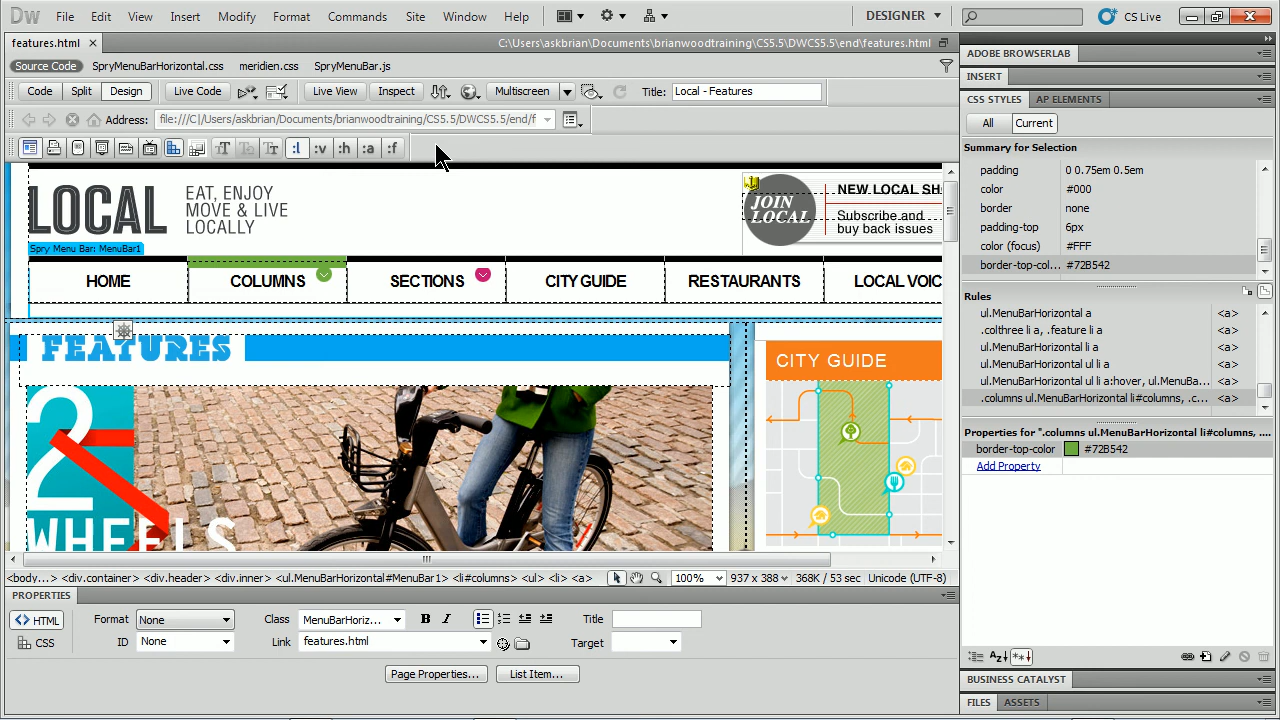 Dw File Edit View Insert Modify Format Commands Site Window Help DESIGNER CS Live
features.html C:\Users\askbrian\Documents\brianwoodtraining\CS5.5\DWCS5.5\end\features.html
Source Code SpryMenuBarHorizontal.css meridien.css SpryMenuBar.js
Code Split Design Live Code Live View Inspect Multiscreen Title: Local - Features
Address: file:///C|/Users/askbrian/Documents/brianwoodtraining/CS5.5/DWCS5.5/end/f
:l :v :h :a :f
LOCAL
EAT, ENJOY
MOVE & LIVE
LOCALLY
JOIN
LOCAL
NEW LOCAL SH
Subscribe and
buy back issues
Spry Menu Bar: MenuBar1
HOME COLUMNS SECTIONS CITY GUIDE RESTAURANTS LOCAL VOIC
FEATURES
CITY GUIDE
2
WHEELS
<body...> <div.container> <div.header> <div.inner> <ul.MenuBarHorizontal#MenuBar1> <li#columns> <ul> <li> <a> 100% 937 x 388 368K / 53 sec Unicode (UTF-8)
PROPERTIES
<> HTML Format None Class MenuBarHoriz... B I Title
CSS ID None Link features.html Target
Page Properties... List Item...
ADOBE BROWSERLAB
INSERT
CSS STYLES AP ELEMENTS
All Current
Summary for Selection
padding 0 0.75em 0.5em
color #000
border none
padding-top 6px
color (focus) #FFF
border-top-col... #72B542
Rules
ul.MenuBarHorizontal a <a>
.colthree li a, .feature li a <a>
ul.MenuBarHorizontal li a <a>
ul.MenuBarHorizontal ul li a <a>
ul.MenuBarHorizontal ul li a:hover, ul.MenuBa... <a>
.columns ul.MenuBarHorizontal li#columns, .c... <a>
Properties for ".columns ul.MenuBarHorizontal li#columns, ....
border-top-color #72B542
Add Property
BUSINESS CATALYST
FILES ASSETS